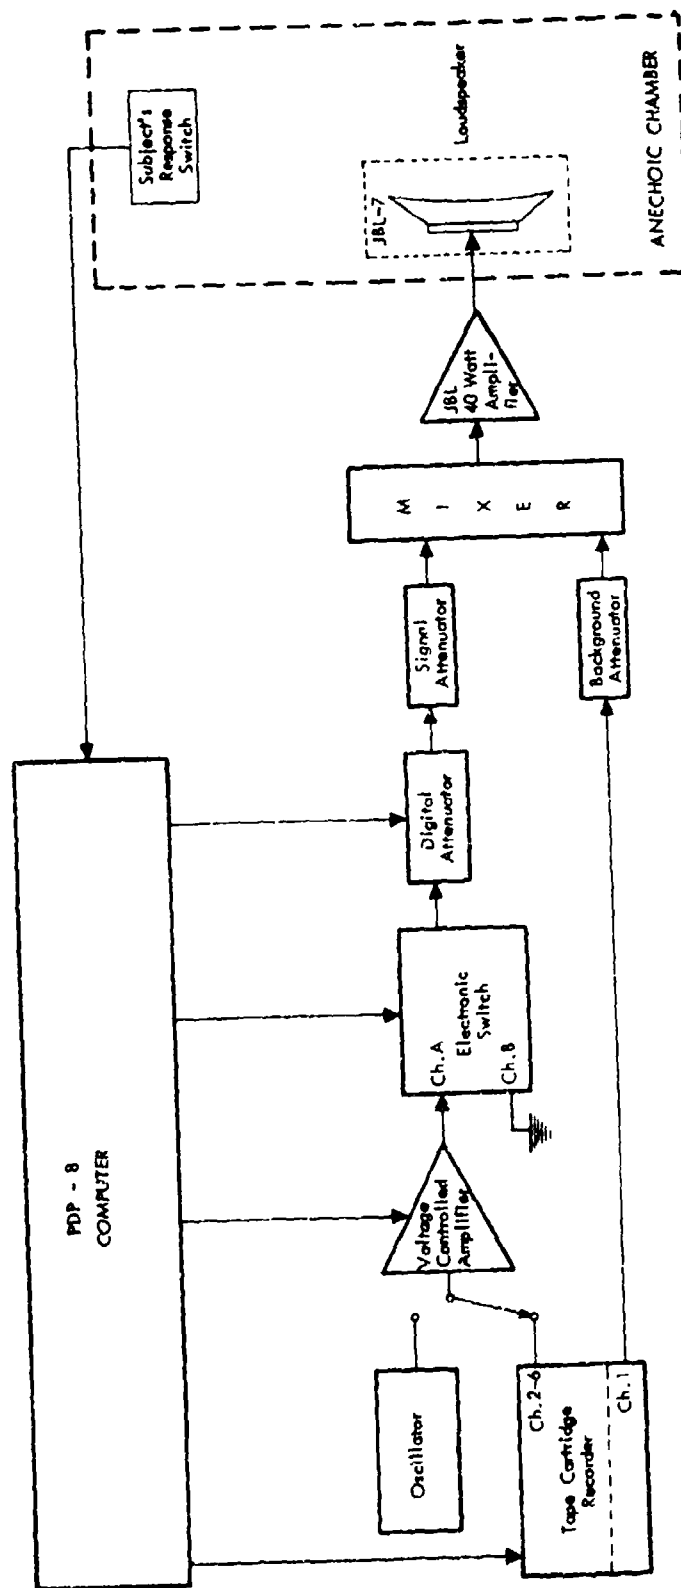 PDP - 8
COMPUTER
Subject's
Response
Switch
Oscillator
Tape Cartridge
Recorder
Ch.2-6
Ch.1
Voltage
Controlled
Amplifier
Ch.A
Electronic
Switch
Ch.B
Digital
Attenuator
Signal
Attenuator
Background
Attenuator
M
I
X
E
R
JBL
40 Watt
Ampli-
fier
JBL-7
Loudspeaker
ANECHOIC CHAMBER